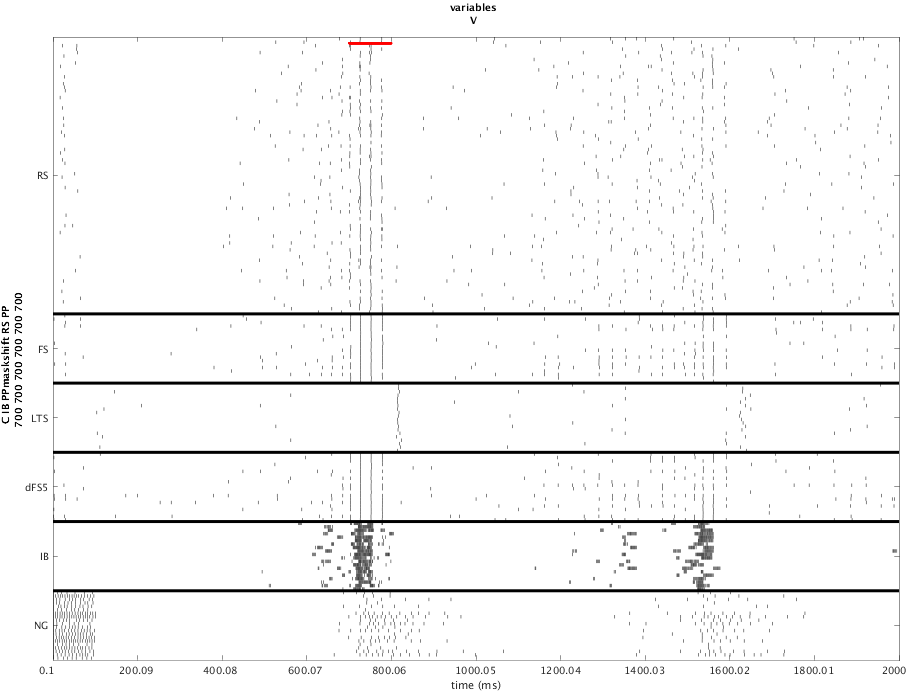 variables
V
RS
FS
LTS
dFS5
IB
NG
C IB PPmaskshift RS PP
700 700 700 700 700 700 700
0.1 200.09 400.08 600.07 800.06 1000.05 1200.04 1400.03 1600.02 1800.01 2000
time (ms)